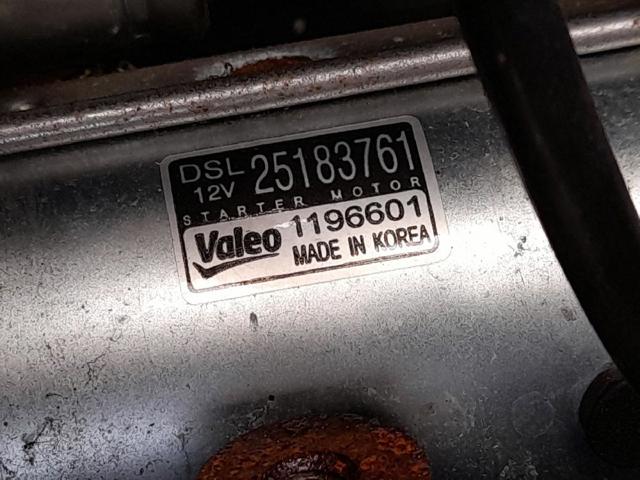 DSL 25183761
12V
STARTER MOTOR
Valeo 1196601
MADE IN KOREA